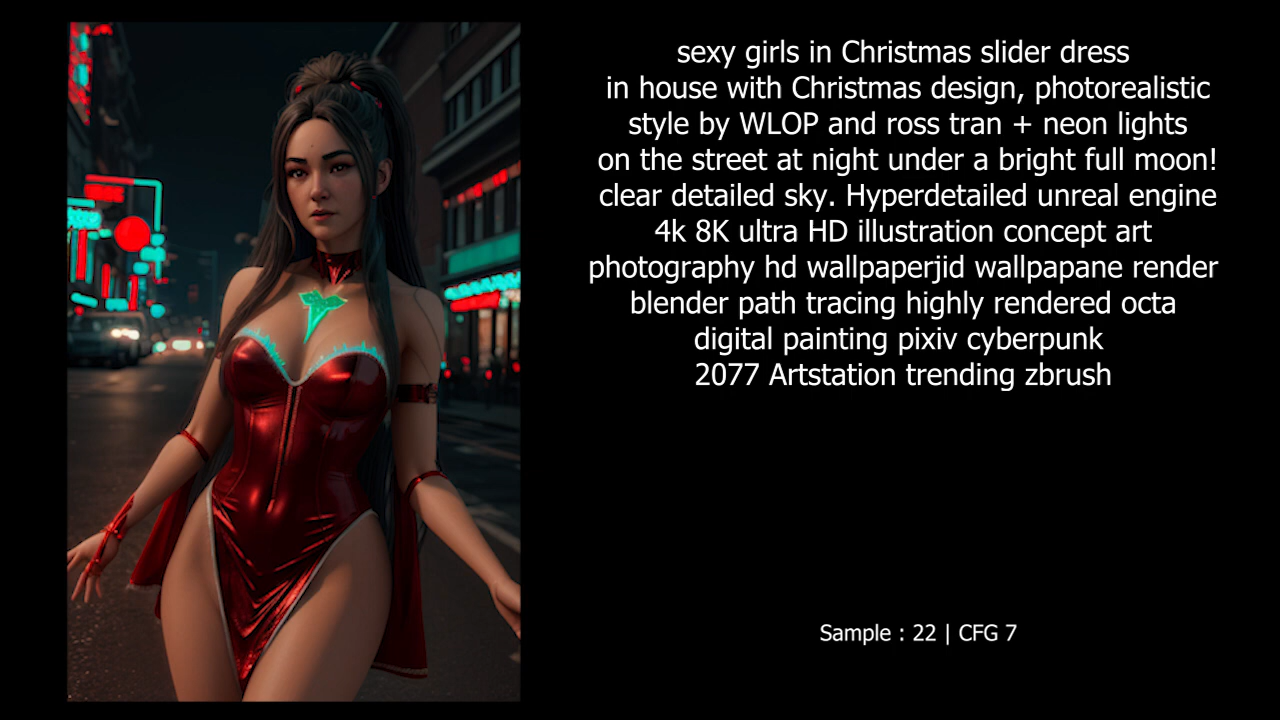 sexy girls in Christmas slider dress
in house with Christmas design, photorealistic
style by WLOP and ross tran + neon lights
on the street at night under a bright full moon!
clear detailed sky. Hyperdetailed unreal engine
4k 8K ultra HD illustration concept art
photography hd wallpaperjid wallpapane render
blender path tracing highly rendered octa
digital painting pixiv cyberpunk
2077 Artstation trending zbrush
Sample : 22 | CFG 7